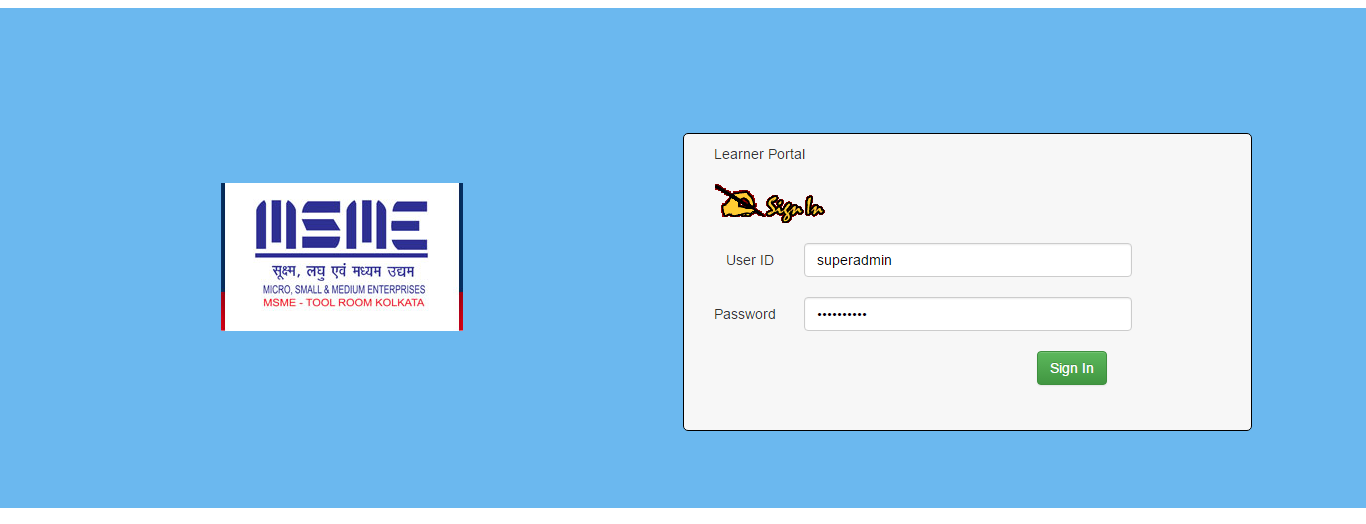 MSME
सूक्ष्म, लघु एवं मध्यम उद्यम
MICRO, SMALL & MEDIUM ENTERPRISES
MSME - TOOL ROOM KOLKATA
Learner Portal
Sign In
User ID
superadmin
Password
••••••••••
Sign In